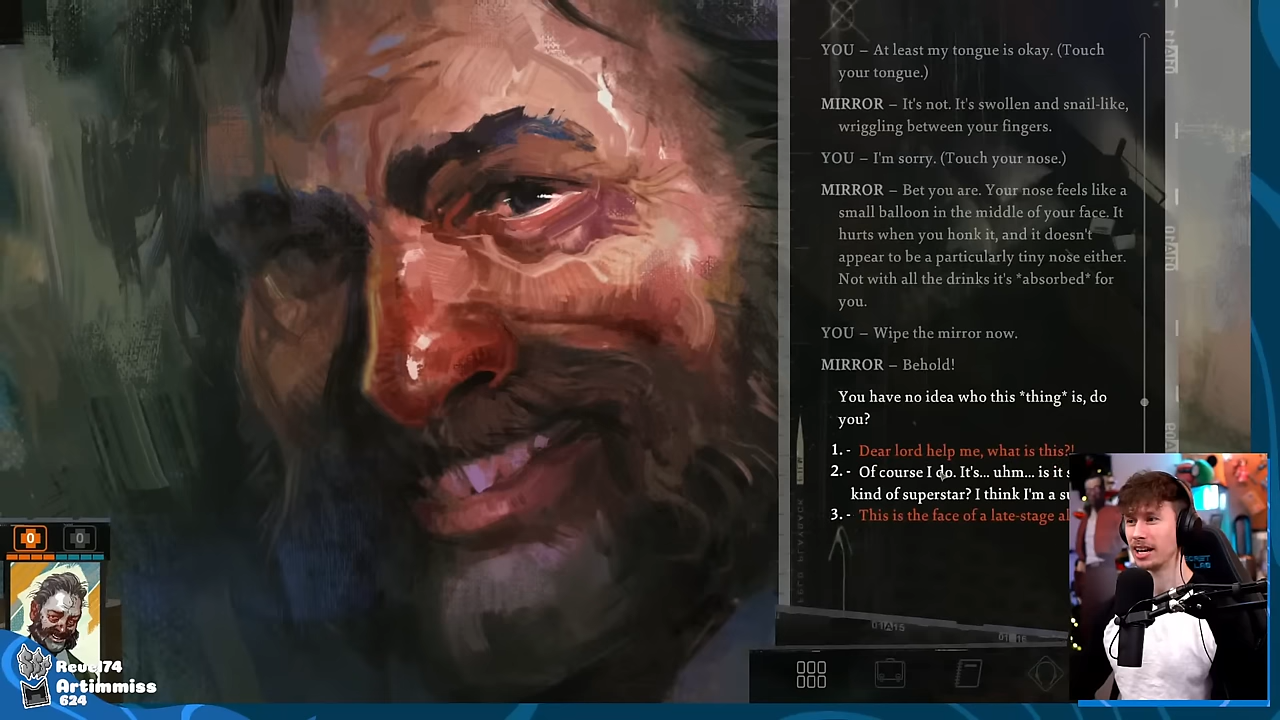 YOU – At least my tongue is okay. (Touch
your tongue.)
MIRROR – It's not. It's swollen and snail-like,
wriggling between your fingers.
YOU – I'm sorry. (Touch your nose.)
MIRROR – Bet you are. Your nose feels like a
small balloon in the middle of your face. It
hurts when you honk it, and it doesn't
appear to be a particularly tiny nose either.
Not with all the drinks it's *absorbed* for
you.
YOU – Wipe the mirror now.
MIRROR – Behold!
You have no idea who this *thing* is, do
you?
1. - Dear lord help me, what is this?!
2. - Of course I do. It's... uhm... is it s
kind of superstar? I think I'm a su
3. - This is the face of a late-stage al
0
0
Reve174
Artimmiss
624